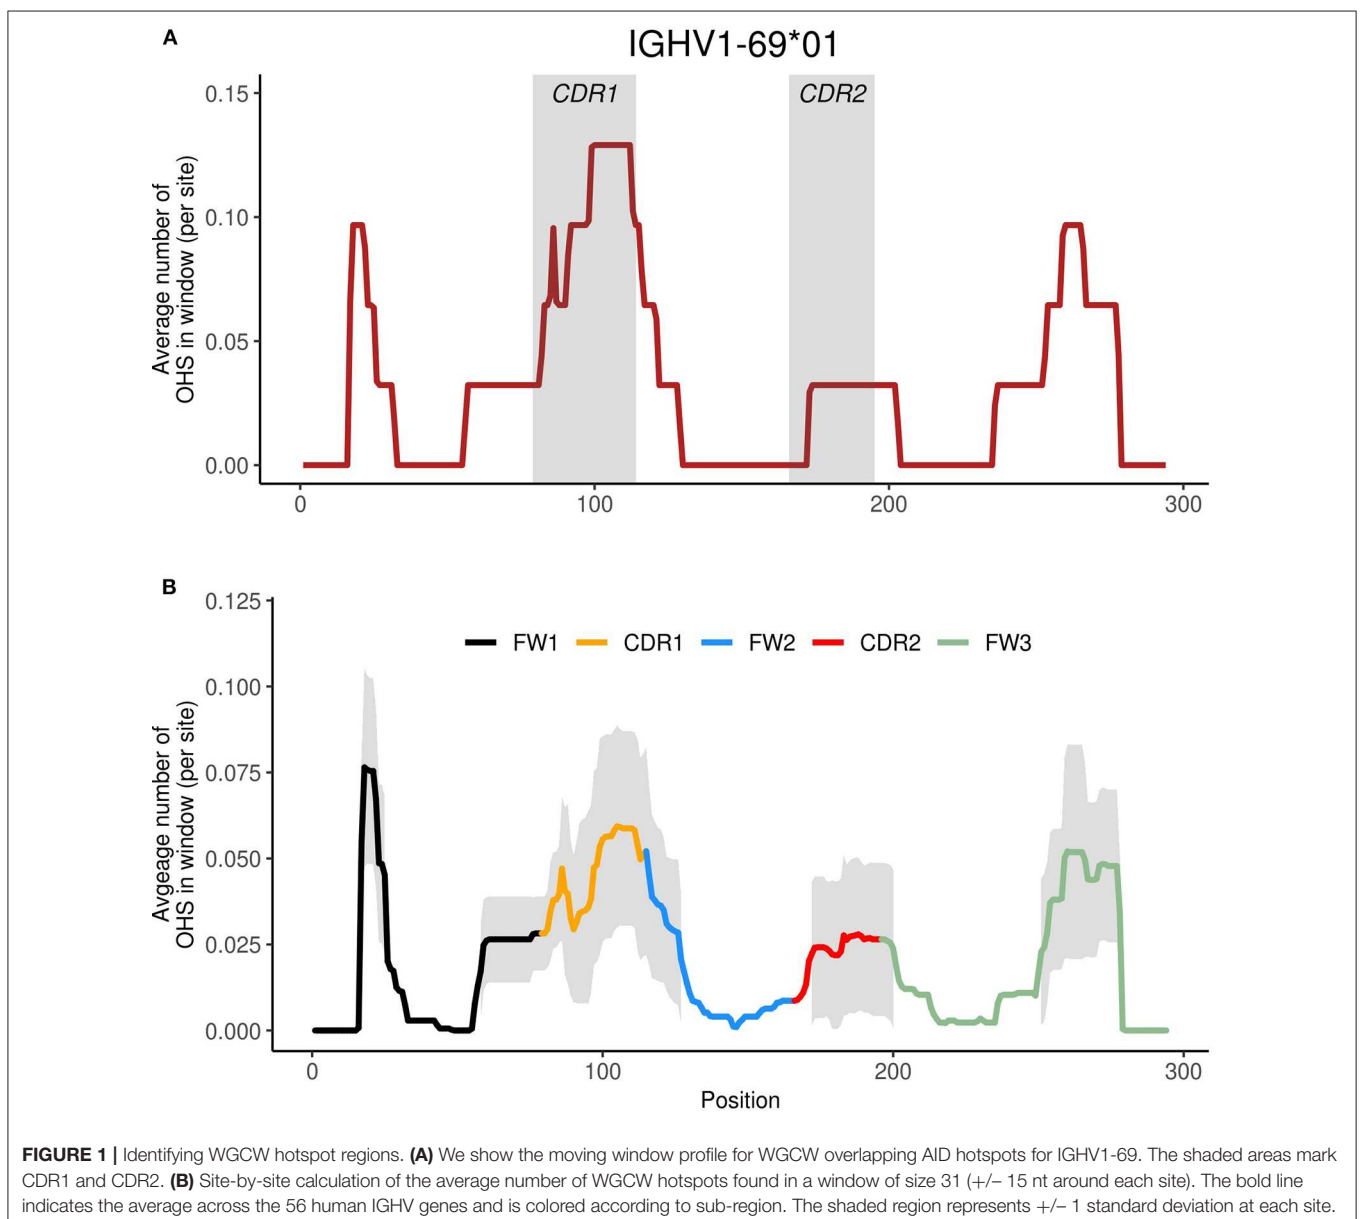 A
IGHV1-69*01
CDR1
CDR2
Average number of
OHS in window (per site)
0.15
0.10
0.05
0.00
0
100
200
300
B
FW1
CDR1
FW2
CDR2
FW3
Avgeage number of
OHS in window (per site)
0.125
0.100
0.075
0.050
0.025
0.000
0
100
200
300
Position
FIGURE 1 | Identifying WGCW hotspot regions. (A) We show the moving window profile for WGCW overlapping AID hotspots for IGHV1-69. The shaded areas mark
CDR1 and CDR2. (B) Site-by-site calculation of the average number of WGCW hotspots found in a window of size 31 (+/– 15 nt around each site). The bold line
indicates the average across the 56 human IGHV genes and is colored according to sub-region. The shaded region represents +/– 1 standard deviation at each site.